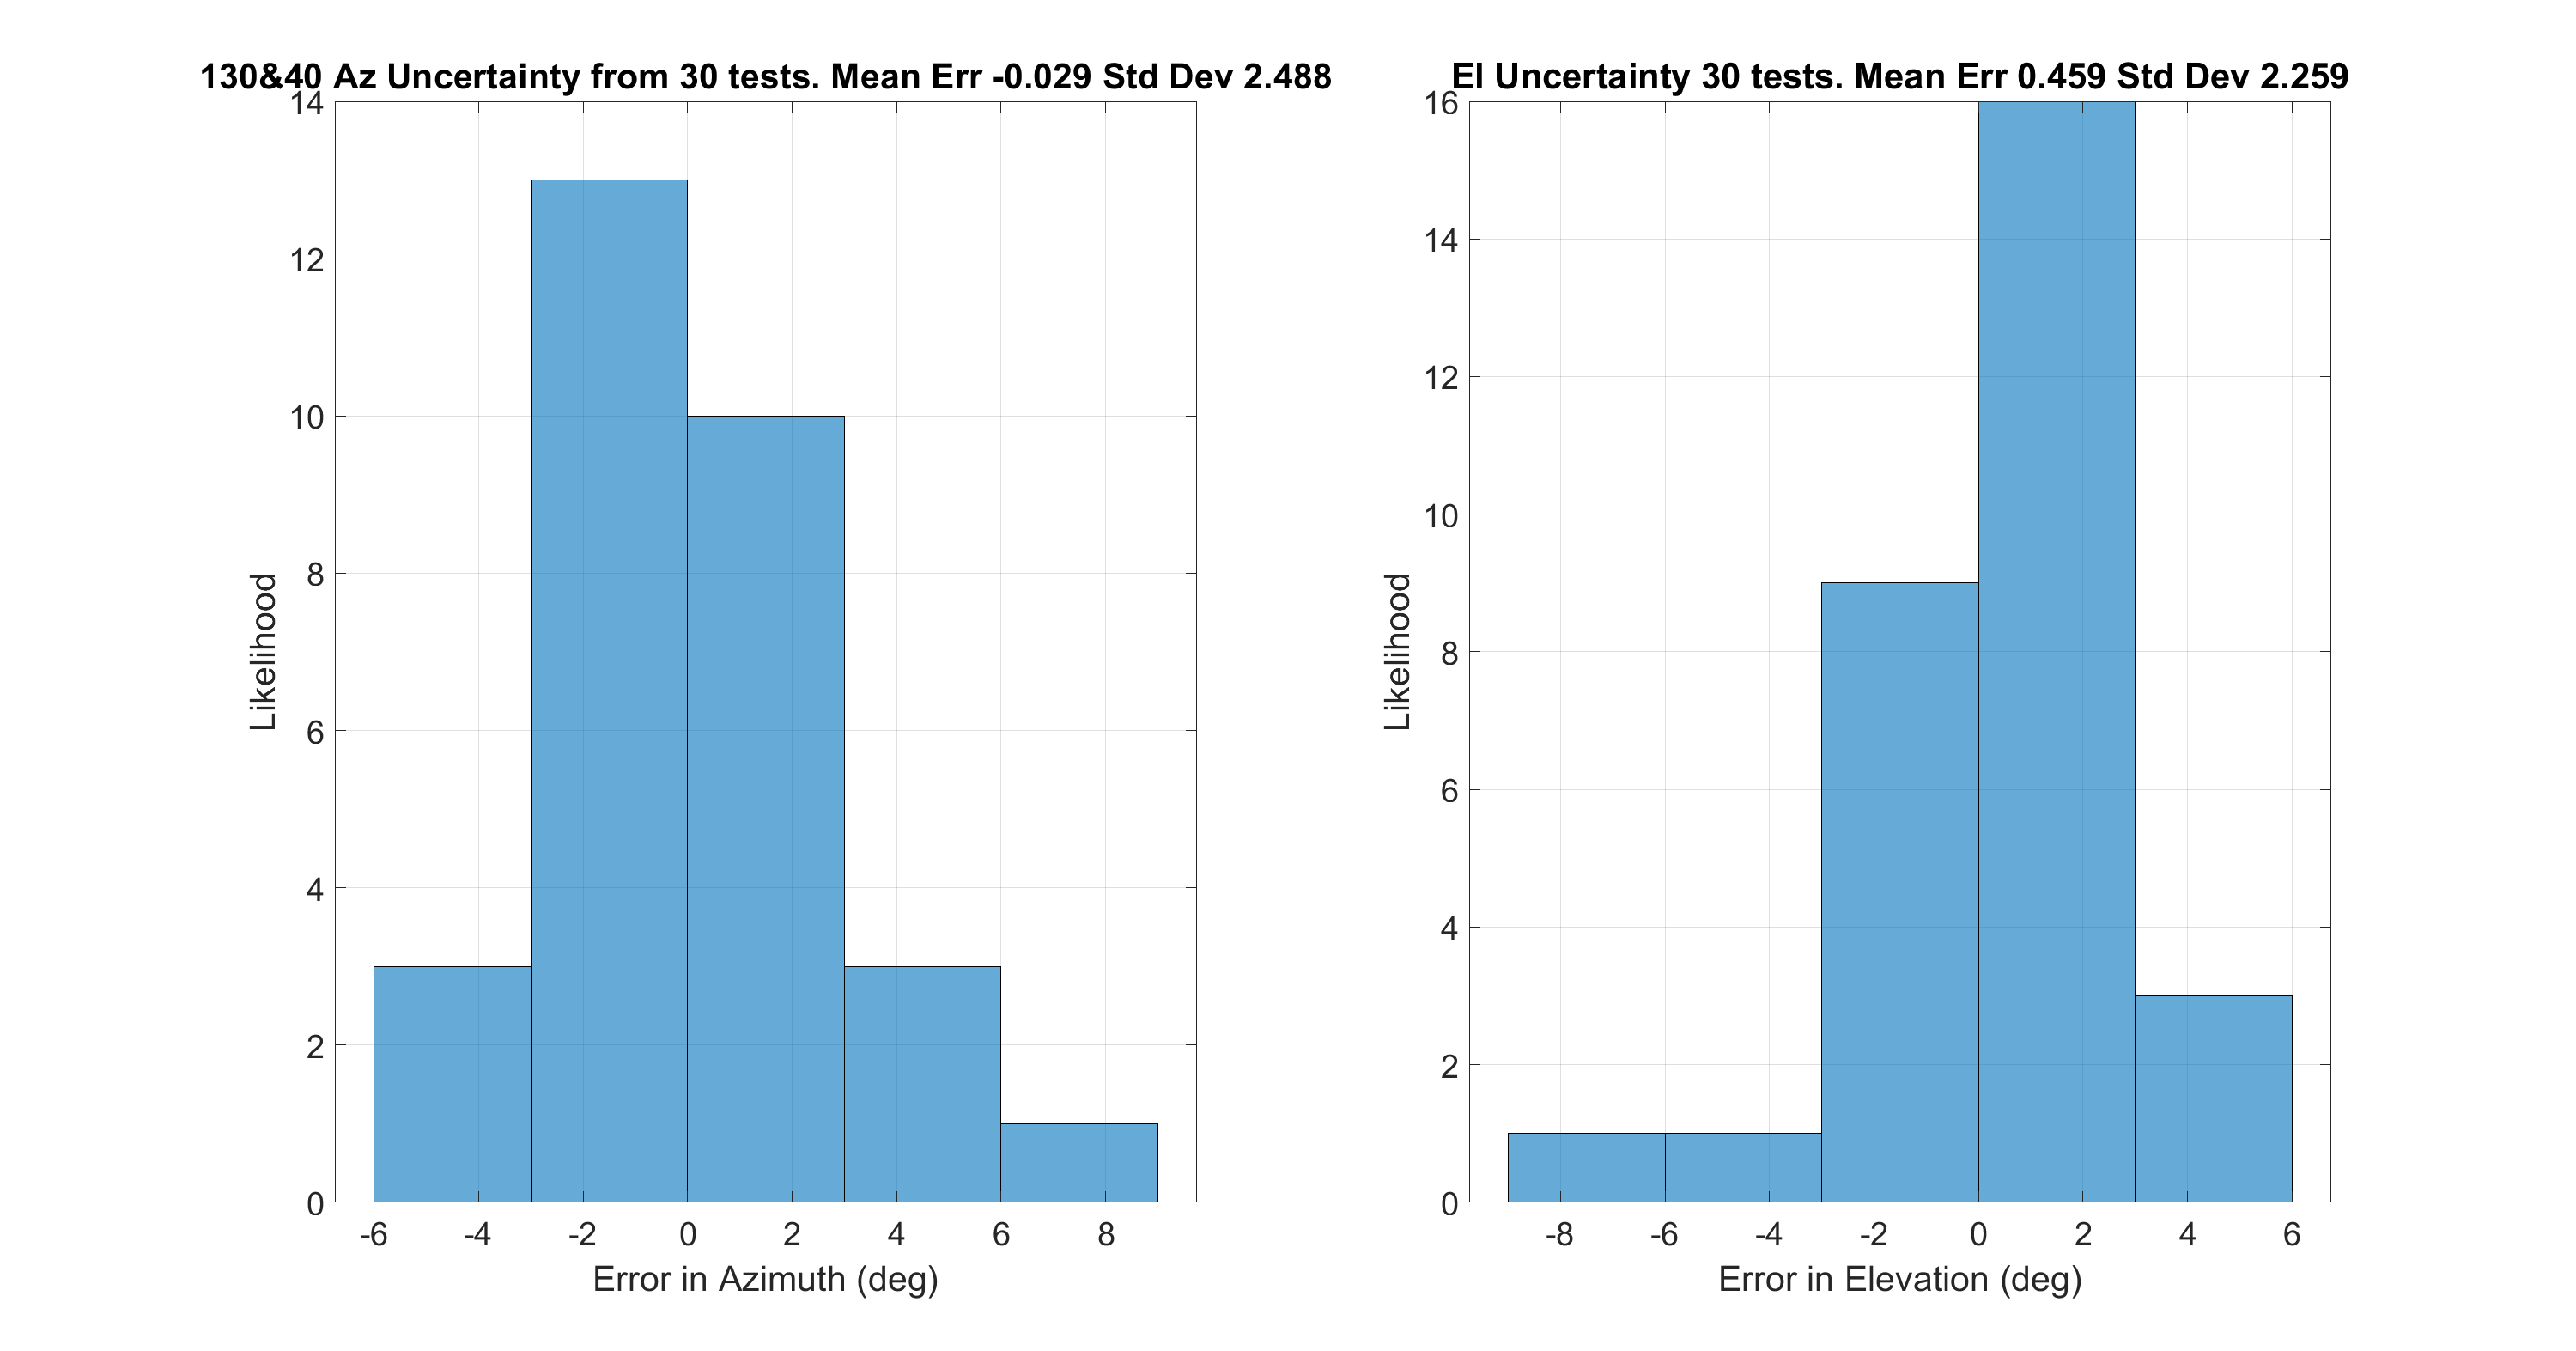 130&40 Az Uncertainty from 30 tests. Mean Err -0.029 Std Dev 2.488
14
12
10
8
6
4
2
0
Likelihood
-6 -4 -2 0 2 4 6 8
Error in Azimuth (deg)
El Uncertainty 30 tests. Mean Err 0.459 Std Dev 2.259
16
14
12
10
8
6
4
2
0
Likelihood
-8 -6 -4 -2 0 2 4 6
Error in Elevation (deg)